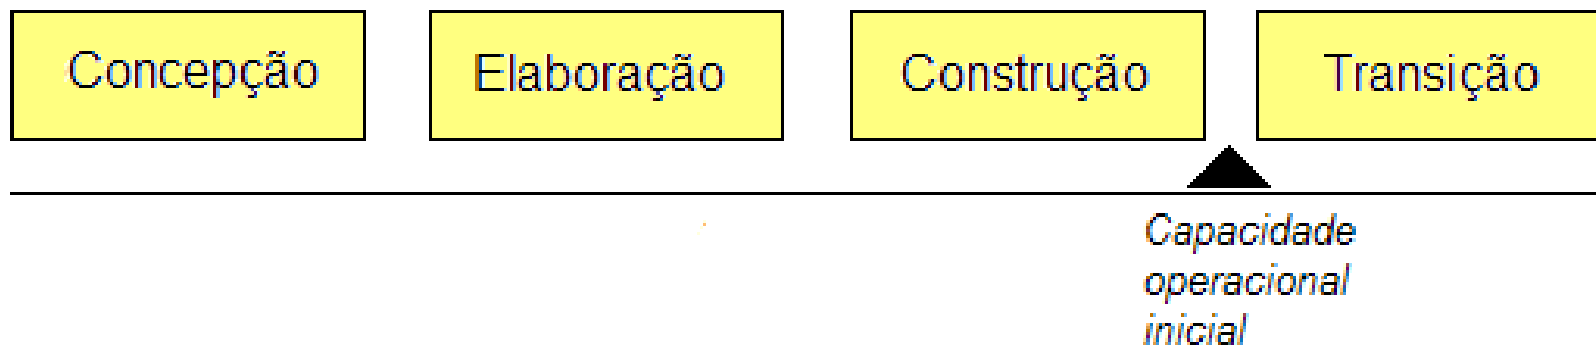 Concepção
Elaboração
Construção
Transição
Capacidade
operacional
inicial